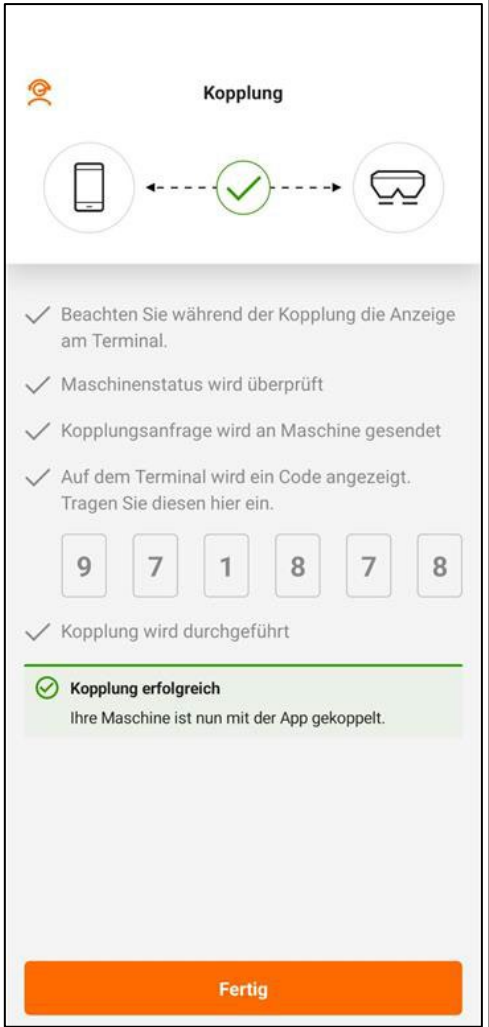 Kopplung
Beachten Sie während der Kopplung die Anzeige
am Terminal.
Maschinenstatus wird überprüft
Kopplungsanfrage wird an Maschine gesendet
Auf dem Terminal wird ein Code angezeigt.
Tragen Sie diesen hier ein.
9 7 1 8 7 8
Kopplung wird durchgeführt
Kopplung erfolgreich
Ihre Maschine ist nun mit der App gekoppelt.
Fertig